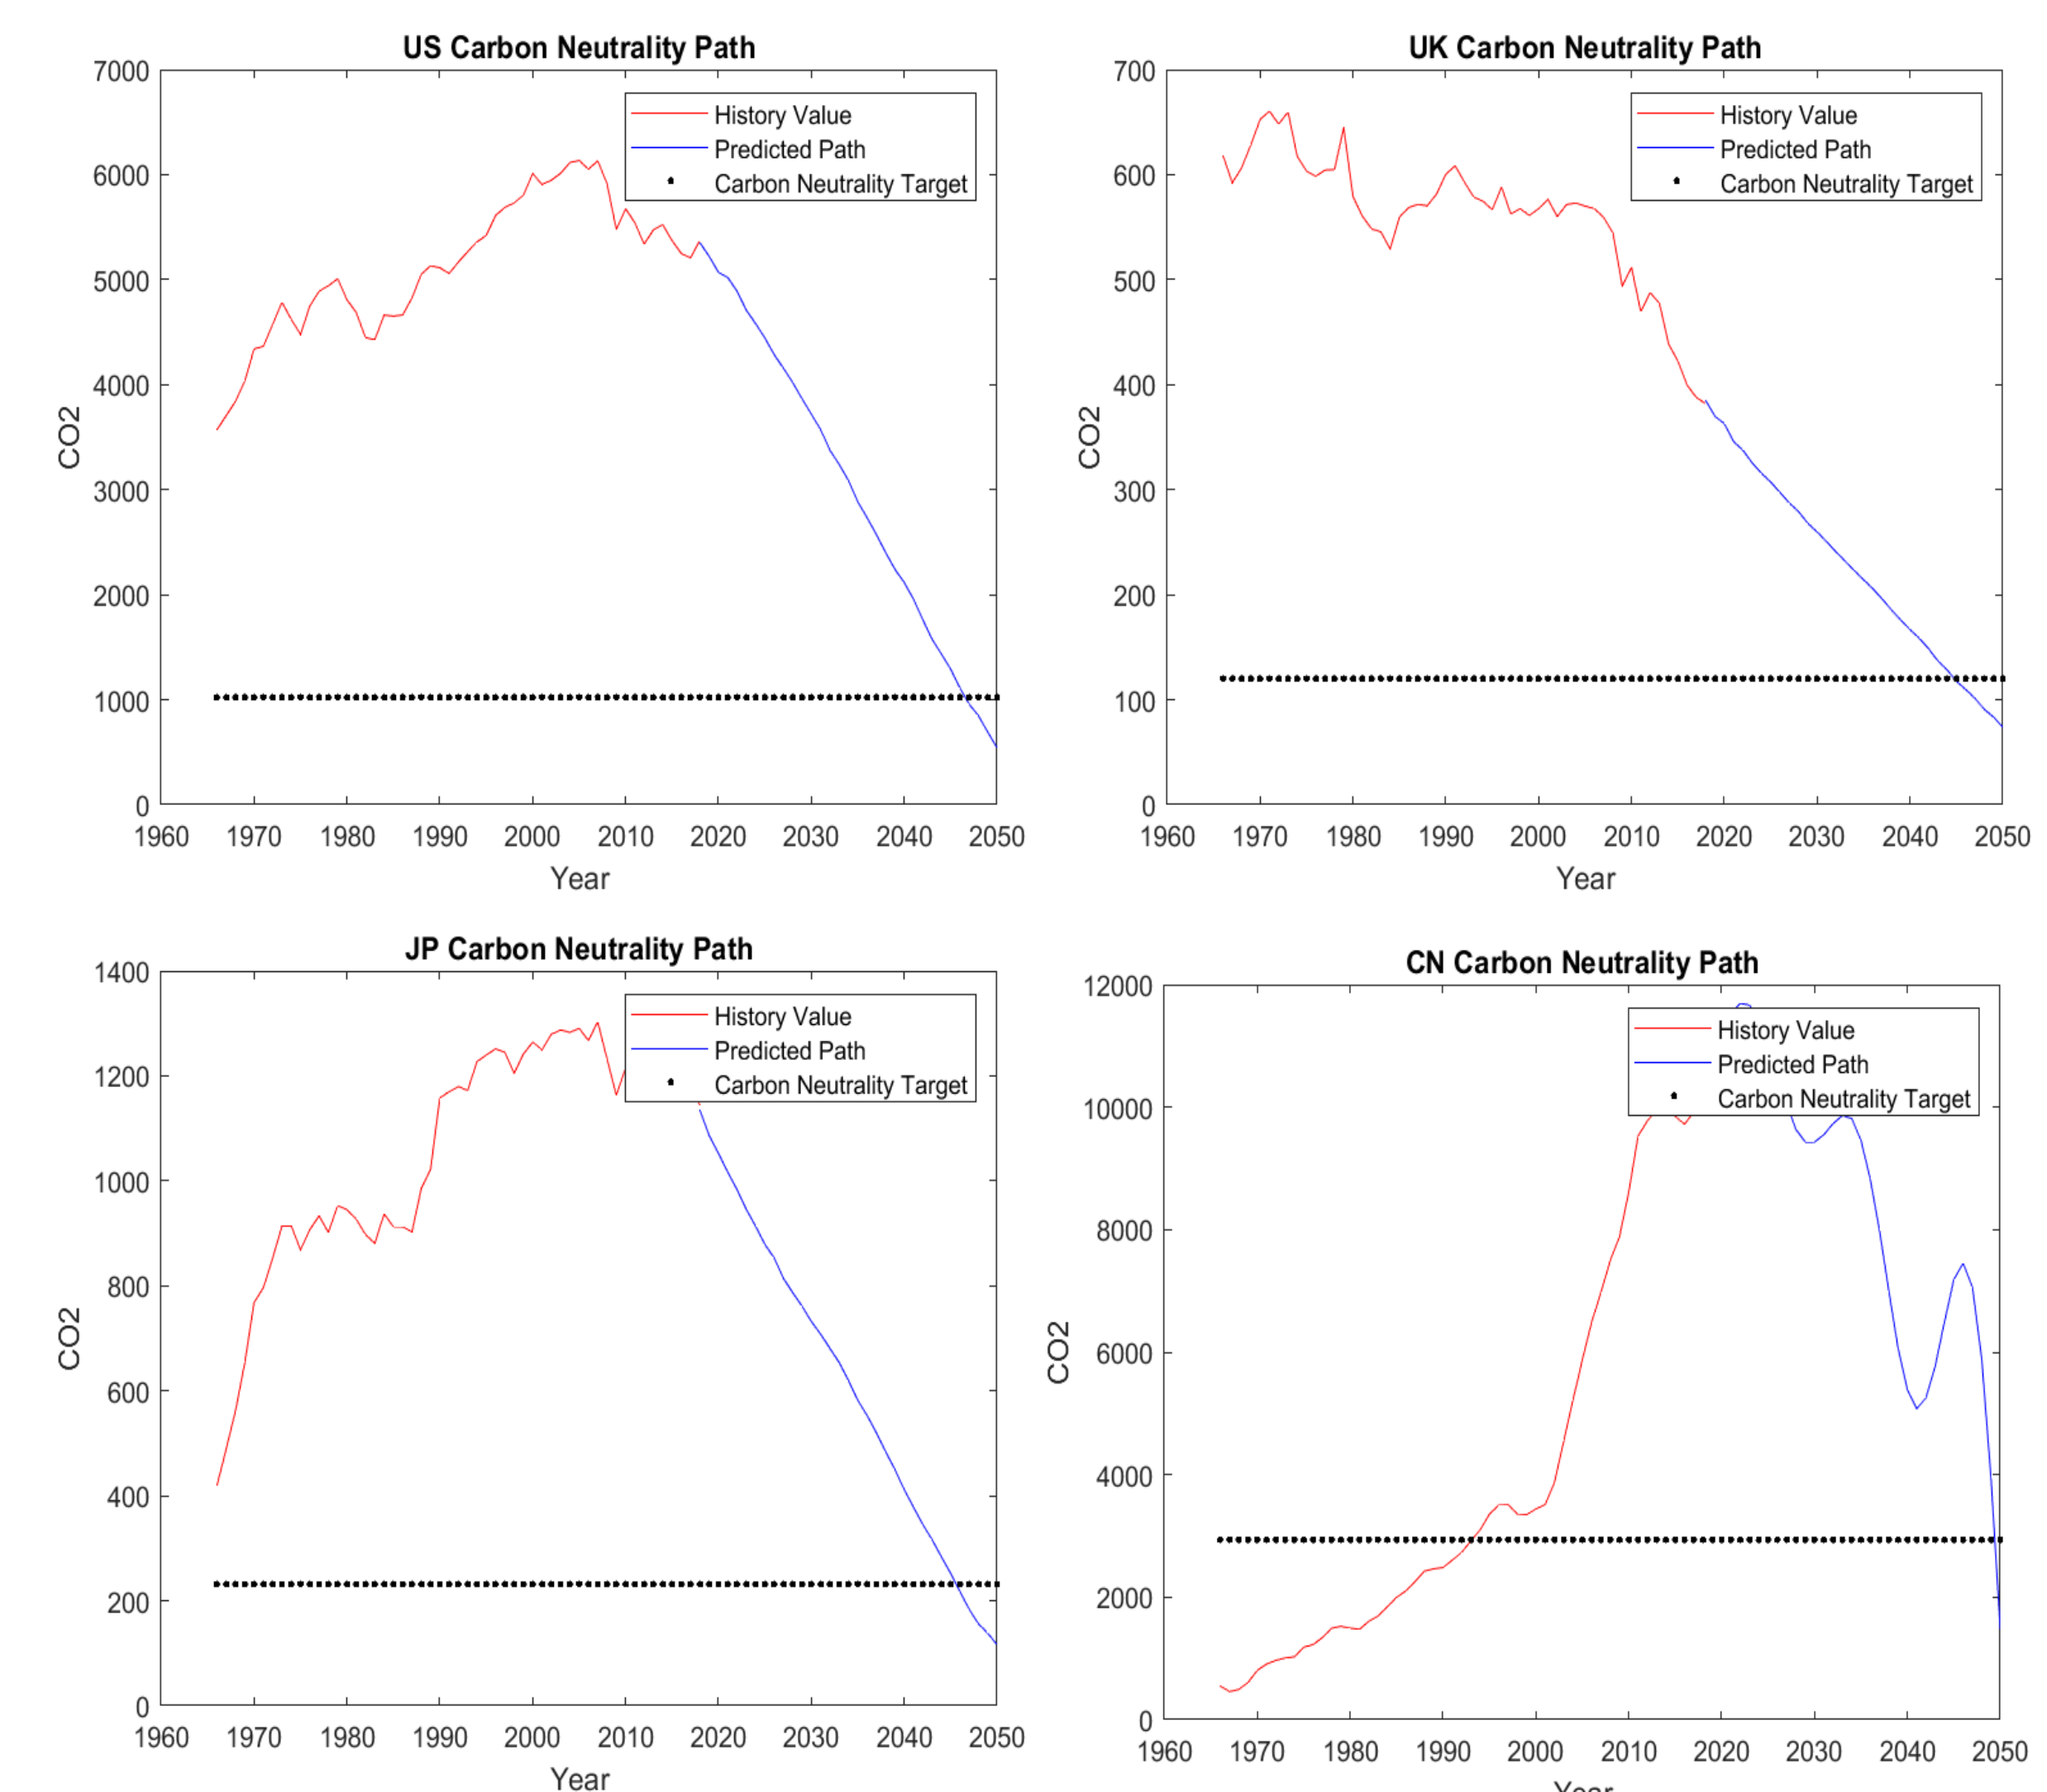 US Carbon Neutrality Path
7000
6000
5000
4000
3000
2000
1000
0
CO2
History Value
Predicted Path
Carbon Neutrality Target
1960 1970 1980 1990 2000 2010 2020 2030 2040 2050
Year
UK Carbon Neutrality Path
700
600
500
400
300
200
100
0
CO2
History Value
Predicted Path
Carbon Neutrality Target
1960 1970 1980 1990 2000 2010 2020 2030 2040 2050
Year
JP Carbon Neutrality Path
1400
1200
1000
800
600
400
200
0
CO2
History Value
Predicted Path
Carbon Neutrality Target
1960 1970 1980 1990 2000 2010 2020 2030 2040 2050
Year
CN Carbon Neutrality Path
12000
10000
8000
6000
4000
2000
0
CO2
History Value
Predicted Path
Carbon Neutrality Target
1960 1970 1980 1990 2000 2010 2020 2030 2040 2050
Year